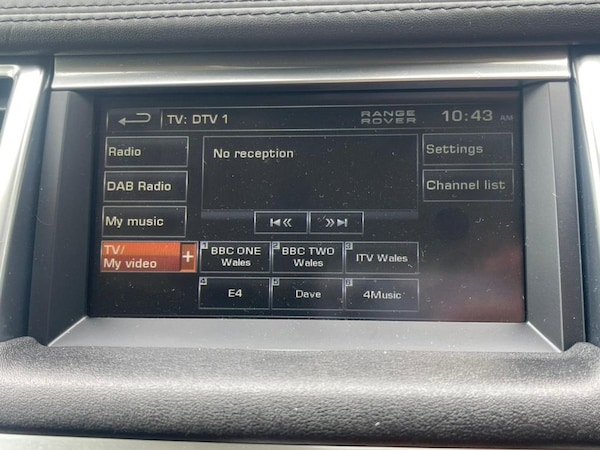 TV: DTV 1
RANGE
ROVER
10:43 AM
Radio
No reception
Settings
DAB Radio
Channel list
My music
TV/
My video
+
1 BBC ONE
Wales
2 BBC TWO
Wales
3 ITV Wales
4 E4
5 Dave
6 4Music